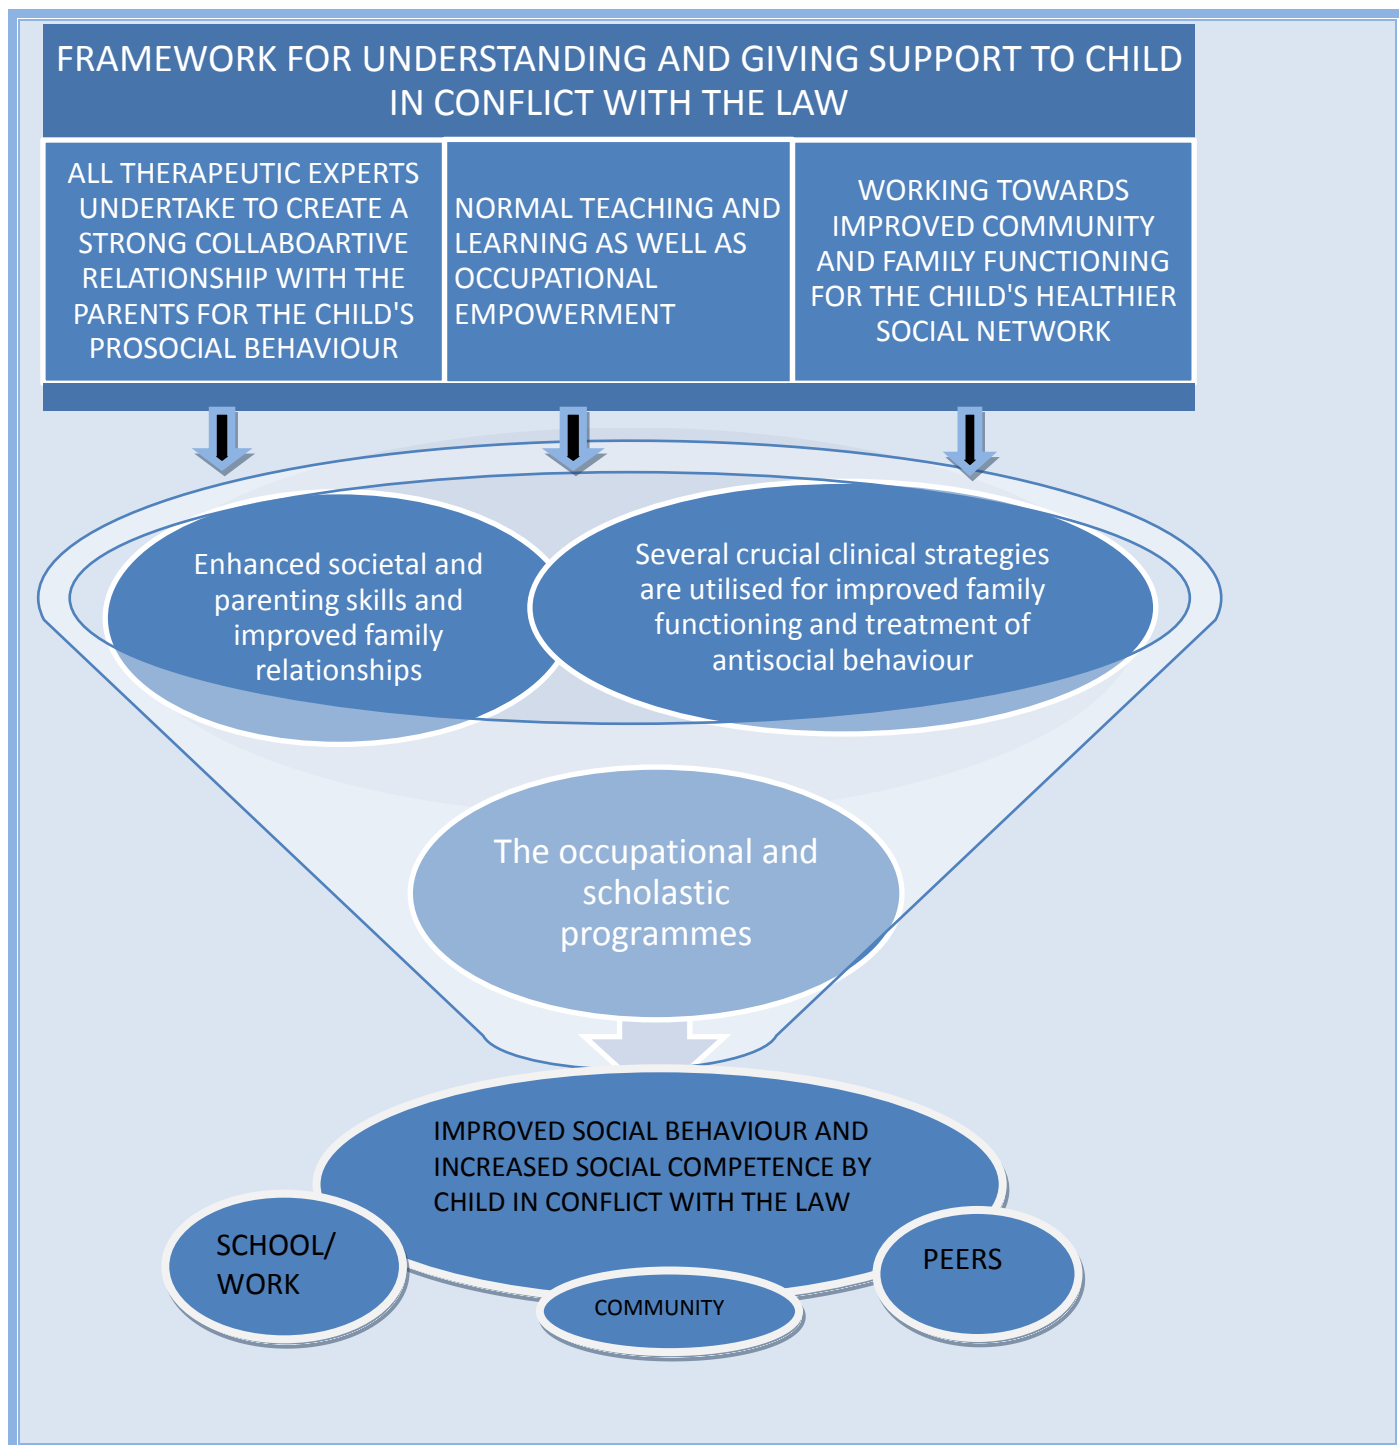 FRAMEWORK FOR UNDERSTANDING AND GIVING SUPPORT TO CHILD
IN CONFLICT WITH THE LAW
ALL THERAPEUTIC EXPERTS
UNDERTAKE TO CREATE A
STRONG COLLABOARTIVE
RELATIONSHIP WITH THE
PARENTS FOR THE CHILD'S
PROSOCIAL BEHAVIOUR
NORMAL TEACHING AND
LEARNING AS WELL AS
OCCUPATIONAL
EMPOWERMENT
WORKING TOWARDS
IMPROVED COMMUNITY
AND FAMILY FUNCTIONING
FOR THE CHILD'S HEALTHIER
SOCIAL NETWORK
Enhanced societal and
parenting skills and
improved family
relationships
Several crucial clinical strategies
are utilised for improved family
functioning and treatment of
antisocial behaviour
The occupational and
scholastic
programmes
IMPROVED SOCIAL BEHAVIOUR AND
INCREASED SOCIAL COMPETENCE BY
CHILD IN CONFLICT WITH THE LAW
SCHOOL/
WORK
COMMUNITY
PEERS